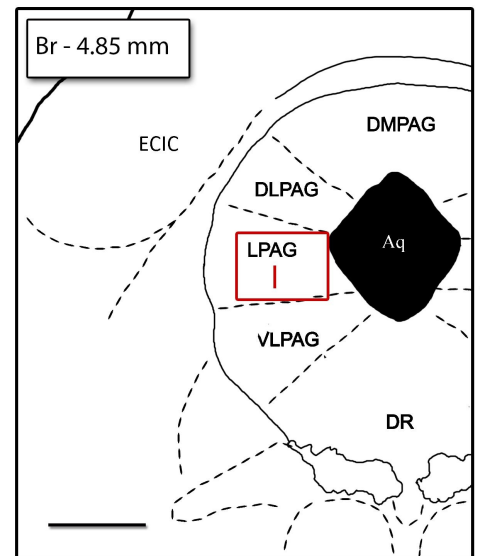 Br - 4.85 mm
DMPAG
ECIC
DLPAG
LPAG
I
Aq
VLPAG
DR